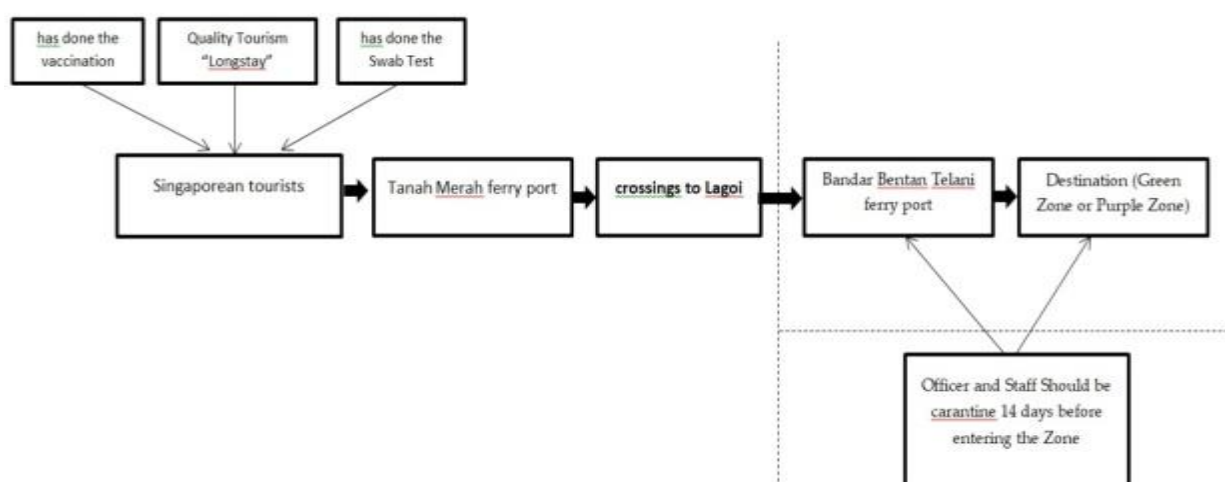 has done the
vaccination
Quality Tourism
“Longstay”
has done the
Swab Test
Singaporean tourists
Tanah Merah ferry port
crossings to Lagoi
Bandar Bentan Telani
ferry port
Destination (Green
Zone or Purple Zone)
Officer and Staff Should be
carantine 14 days before
entering the Zone